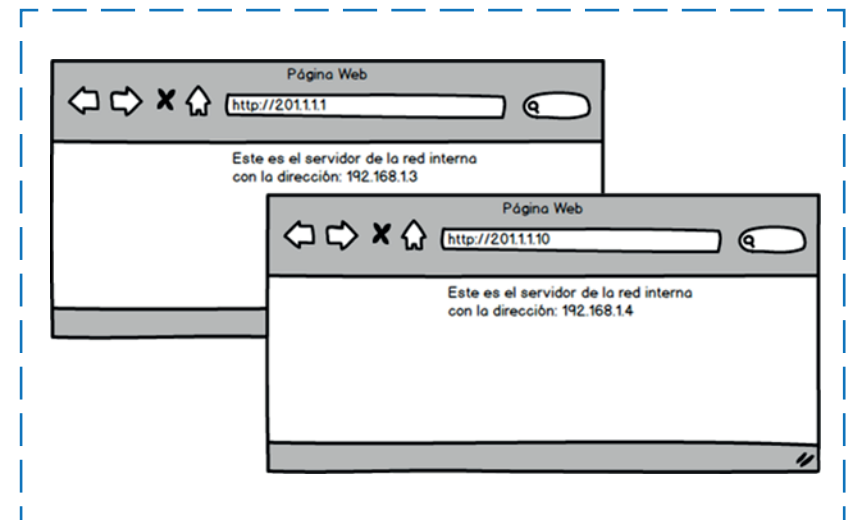 Página Web
http://201.1.1.1
Este es el servidor de la red interna
con la dirección: 192.168.1.3
Página Web
http://201.1.1.10
Este es el servidor de la red interna
con la dirección: 192.168.1.4